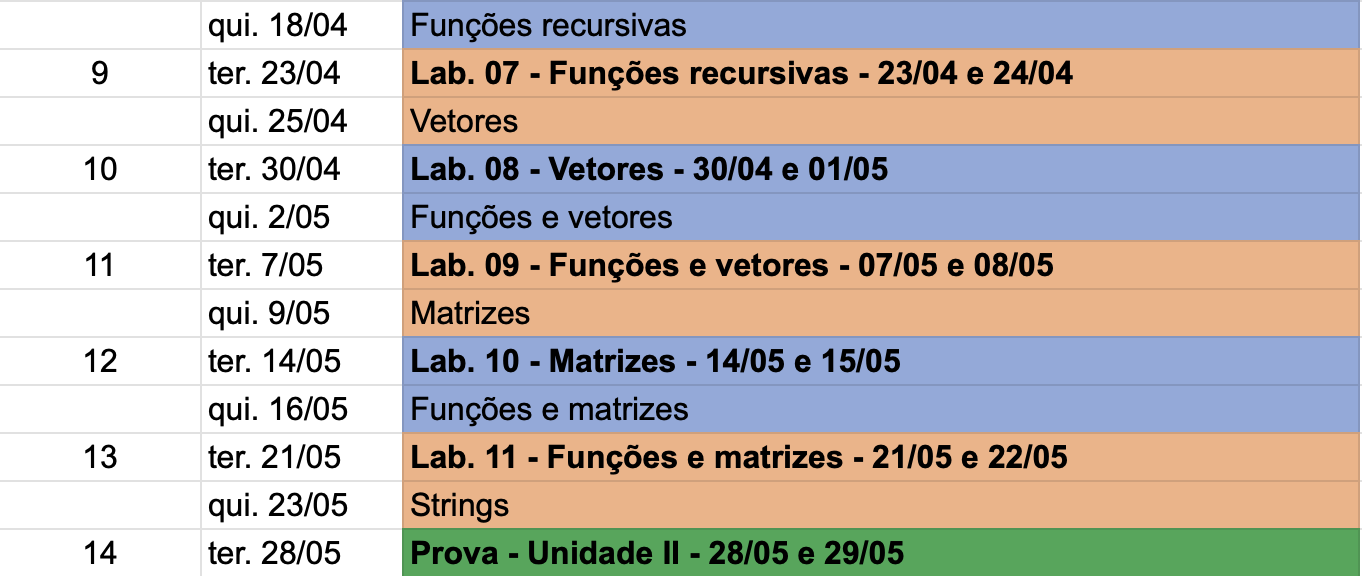 qui. 18/04 Funções recursivas
9 ter. 23/04 Lab. 07 - Funções recursivas - 23/04 e 24/04
qui. 25/04 Vetores
10 ter. 30/04 Lab. 08 - Vetores - 30/04 e 01/05
qui. 2/05 Funções e vetores
11 ter. 7/05 Lab. 09 - Funções e vetores - 07/05 e 08/05
qui. 9/05 Matrizes
12 ter. 14/05 Lab. 10 - Matrizes - 14/05 e 15/05
qui. 16/05 Funções e matrizes
13 ter. 21/05 Lab. 11 - Funções e matrizes - 21/05 e 22/05
qui. 23/05 Strings
14 ter. 28/05 Prova - Unidade II - 28/05 e 29/05